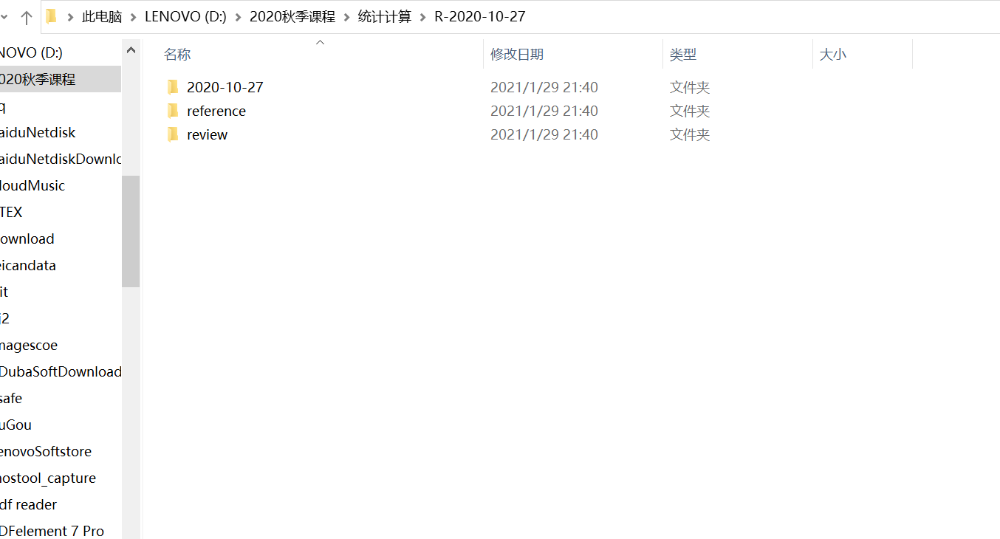 此电脑 LENOVO (D:) 2020秋季课程 统计计算 R-2020-10-27
NOVO (D:)
020秋季课程
q
aiduNetdisk
aiduNetdiskDownlo
loudMusic
TEX
ownload
eicandata
it
j2
magescoe
DubaSoftDownload
safe
uGou
enovoSoftstore
nostool_capture
df reader
DFelement 7 Pro
名称 修改日期 类型 大小
2020-10-27 2021/1/29 21:40 文件夹
reference 2021/1/29 21:40 文件夹
review 2021/1/29 21:40 文件夹